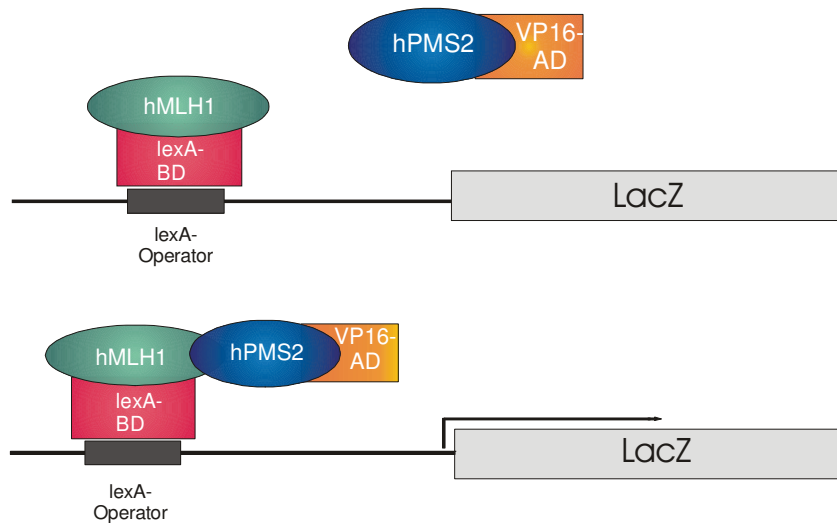 hPMS2
VP16-
AD
hMLH1
lexA-
BD
LacZ
lexA-
Operator
hMLH1
hPMS2
VP16-
AD
lexA-
BD
LacZ
lexA-
Operator